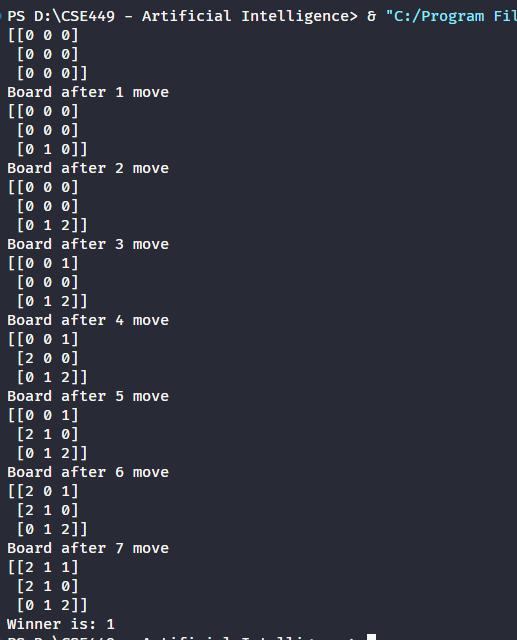 PS D:\CSE449 - Artificial Intelligence> & "C:/Program Fil
[[0 0 0]
 [0 0 0]
 [0 0 0]]
Board after 1 move
[[0 0 0]
 [0 0 0]
 [0 1 0]]
Board after 2 move
[[0 0 0]
 [0 0 0]
 [0 1 2]]
Board after 3 move
[[0 0 1]
 [0 0 0]
 [0 1 2]]
Board after 4 move
[[0 0 1]
 [2 0 0]
 [0 1 2]]
Board after 5 move
[[0 0 1]
 [2 1 0]
 [0 1 2]]
Board after 6 move
[[2 0 1]
 [2 1 0]
 [0 1 2]]
Board after 7 move
[[2 1 1]
 [2 1 0]
 [0 1 2]]
Winner is: 1
PS D:\CSE449 - Artificial Intelligence>